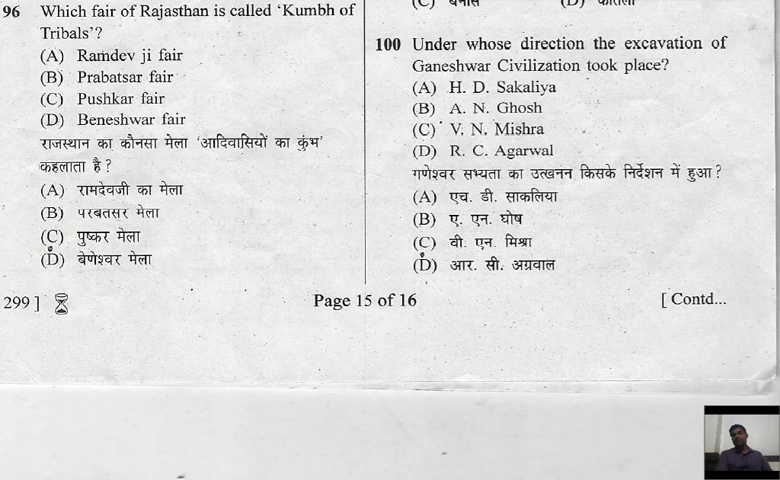 96 Which fair of Rajasthan is called ‘Kumbh of
Tribals’?
(A) Ramdev ji fair
(B) Prabatsar fair
(C) Pushkar fair
(D) Beneshwar fair
राजस्थान का कौनसा मेला ‘आदिवासियों का कुंभ’
कहलाता है ?
(A) रामदेवजी का मेला
(B) परबतसर मेला
(C) पुष्कर मेला
(D) बेणेश्वर मेला
(C) बनास (D)
100 Under whose direction the excavation of
Ganeshwar Civilization took place?
(A) H. D. Sakaliya
(B) A. N. Ghosh
(C) V. N. Mishra
(D) R. C. Agarwal
गणेश्वर सभ्यता का उत्खनन किसके निर्देशन में हुआ ?
(A) एच. डी. साकलिया
(B) ए. एन. घोष
(C) वी. एन. मिश्रा
(D) आर. सी. अग्रवाल
299 ] Page 15 of 16 [ Contd...